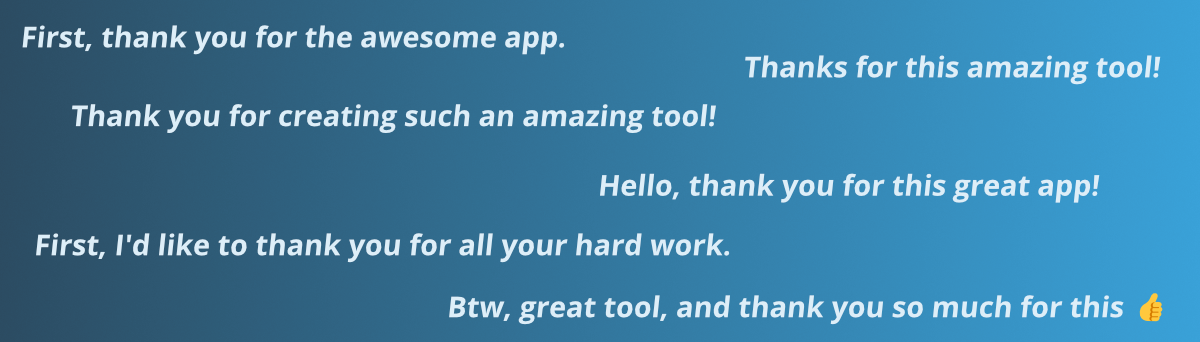 First, thank you for the awesome app.
Thanks for this amazing tool!
Thank you for creating such an amazing tool!
Hello, thank you for this great app!
First, I'd like to thank you for all your hard work.
Btw, great tool, and thank you so much for this 👍